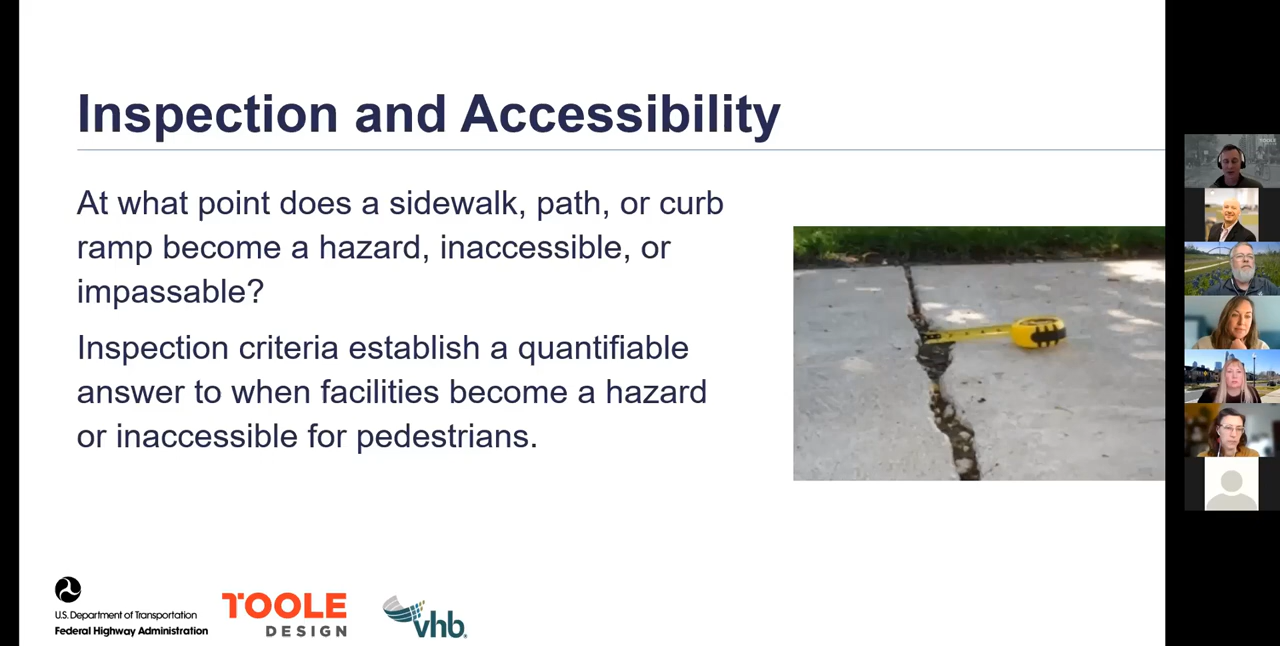 Inspection and Accessibility
At what point does a sidewalk, path, or curb
ramp become a hazard, inaccessible, or
impassable?
Inspection criteria establish a quantifiable
answer to when facilities become a hazard
or inaccessible for pedestrians.
U.S. Department of Transportation
Federal Highway Administration
TOOLE
DESIGN
vhb
TOOLE